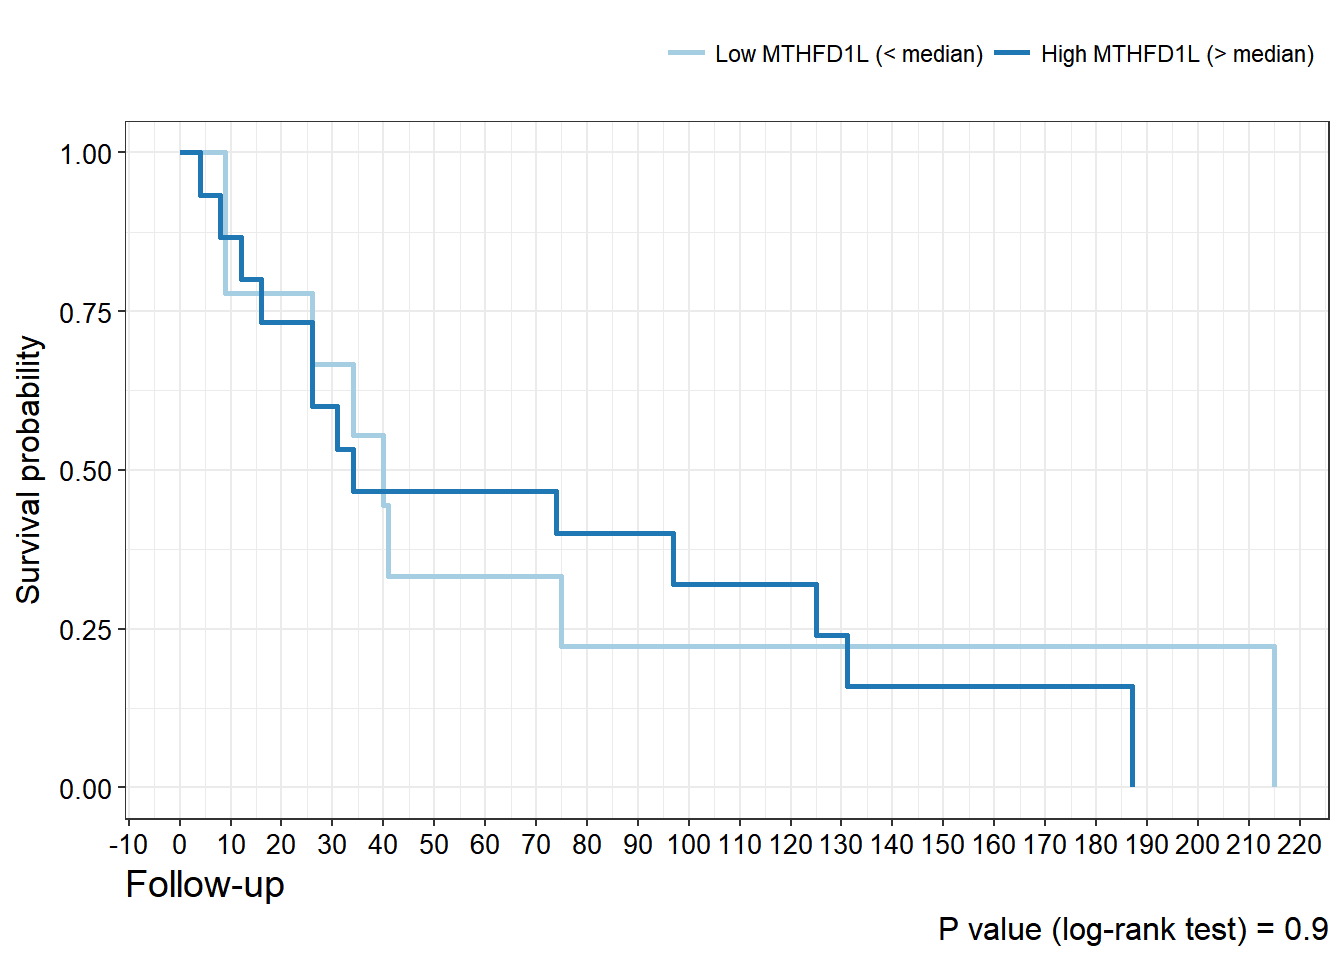 Low MTHFD1L (< median) High MTHFD1L (> median)
1.00
0.75
0.50
0.25
0.00
Survival probability
-10 0 10 20 30 40 50 60 70 80 90 100 110 120 130 140 150 160 170 180 190 200 210 220
Follow-up
P value (log-rank test) = 0.9